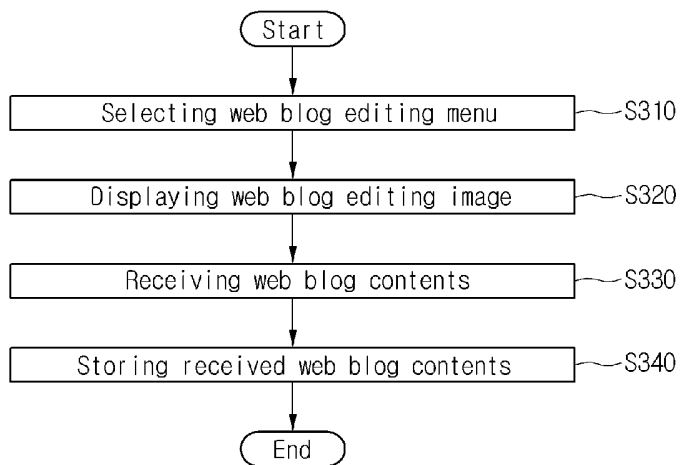 Start
Selecting web blog editing menu S310
Displaying web blog editing image S320
Receiving web blog contents S330
Storing received web blog contents S340
End